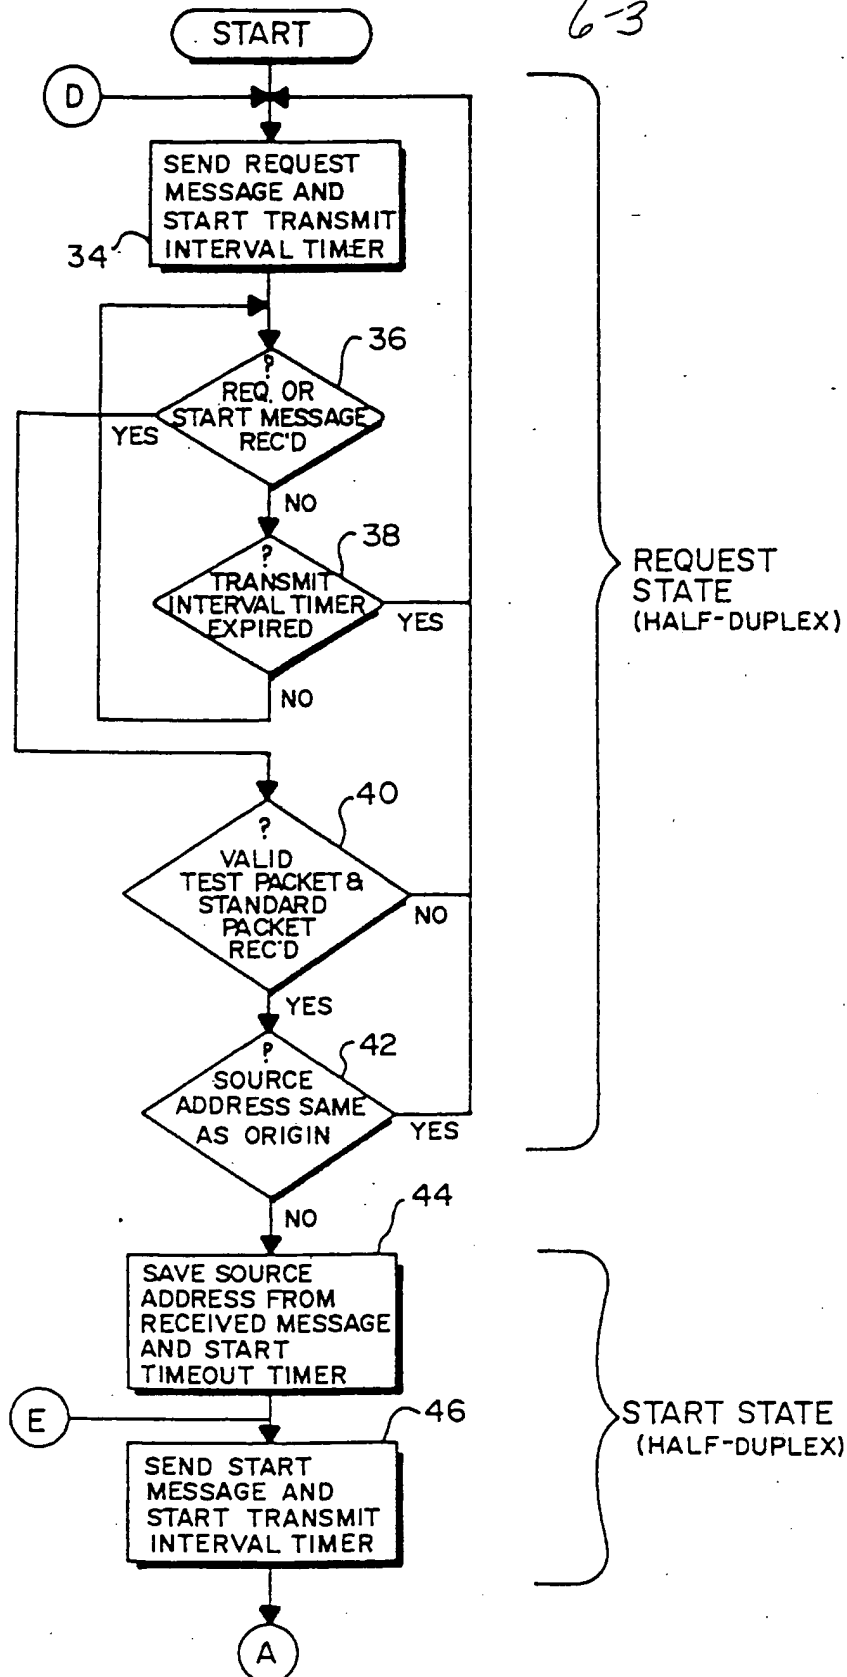 6-3
START
D
SEND REQUEST
MESSAGE AND
START TRANSMIT
INTERVAL TIMER
34
36
?
REQ. OR
START MESSAGE
REC'D
YES
NO
38
?
TRANSMIT
INTERVAL TIMER
EXPIRED
YES
NO
REQUEST
STATE
(HALF-DUPLEX)
40
?
VALID
TEST PACKET &
STANDARD
PACKET
REC'D
NO
YES
42
?
SOURCE
ADDRESS SAME
AS ORIGIN
YES
NO
44
SAVE SOURCE
ADDRESS FROM
RECEIVED MESSAGE
AND START
TIMEOUT TIMER
E
46
START STATE
(HALF-DUPLEX)
SEND START
MESSAGE AND
START TRANSMIT
INTERVAL TIMER
A